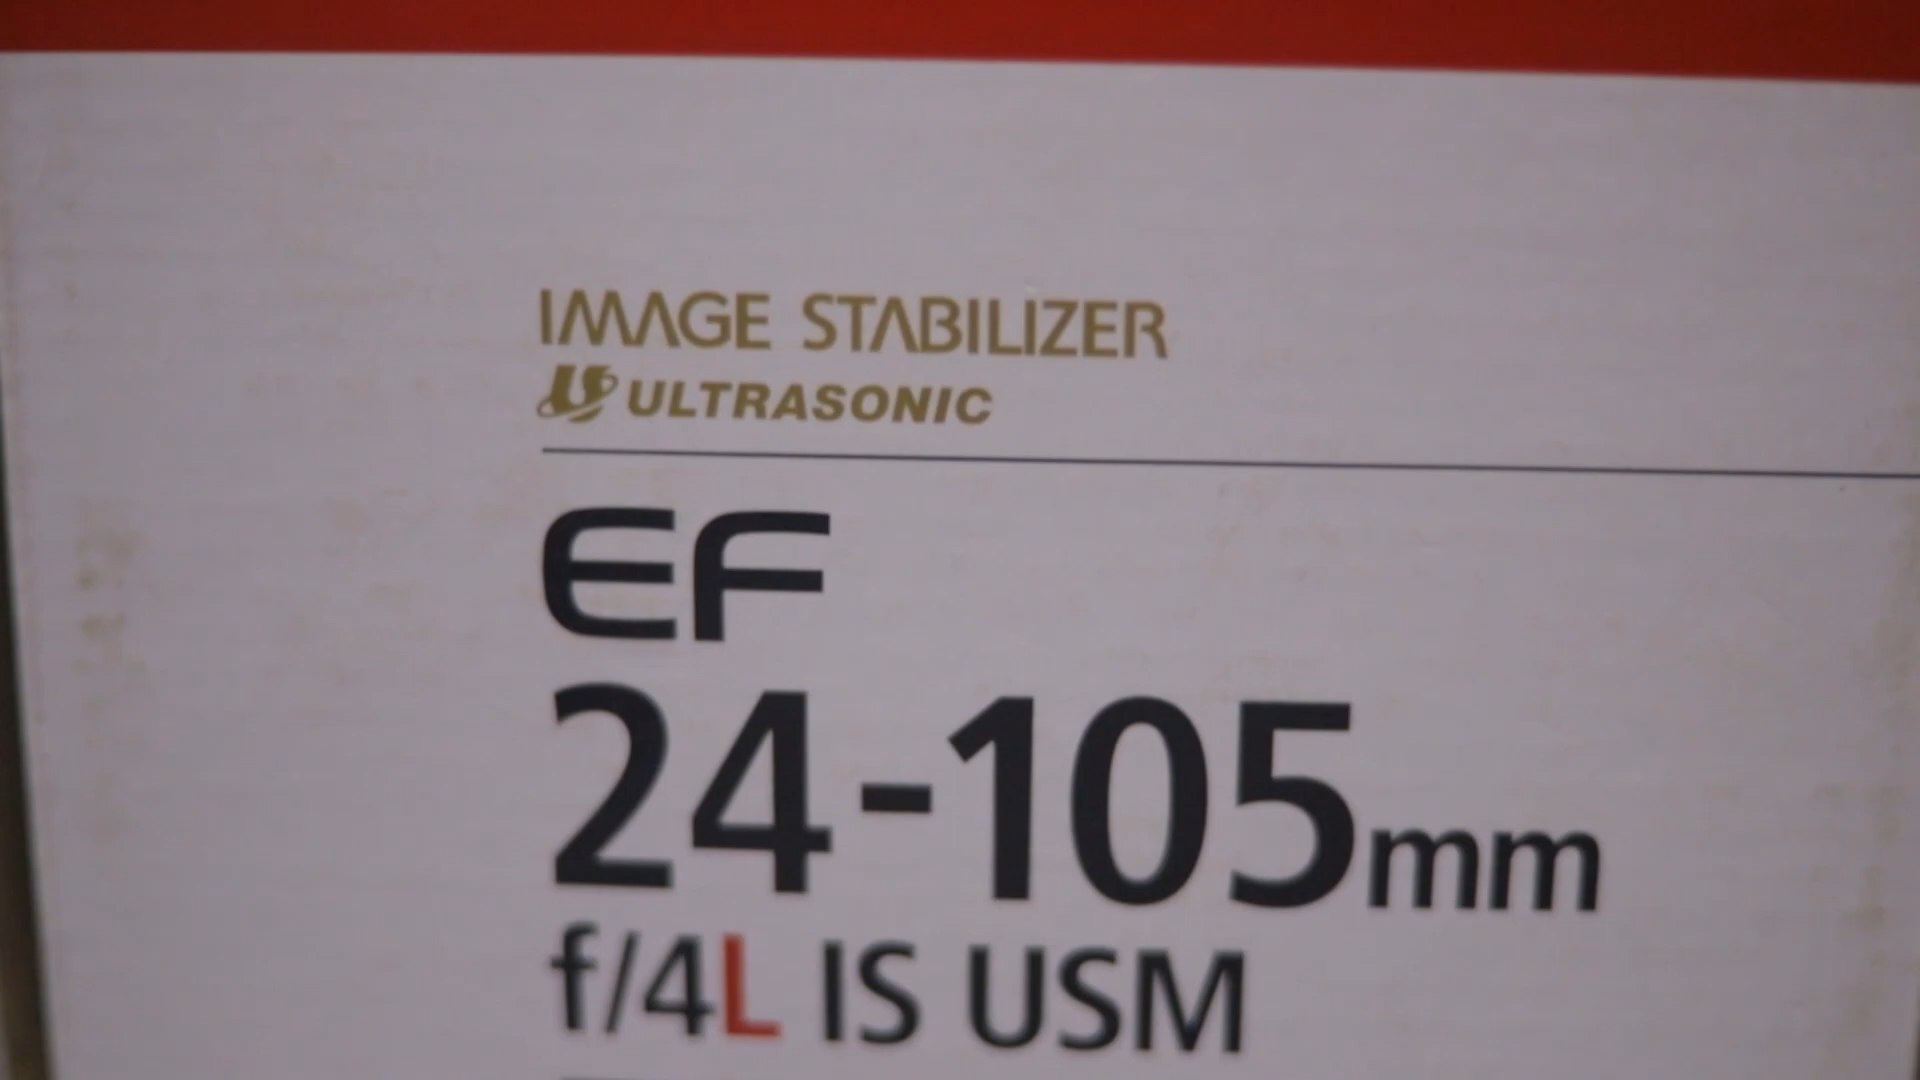 IMAGE STABILIZER
ULTRASONIC
EF
24-105mm
f/4L IS USM